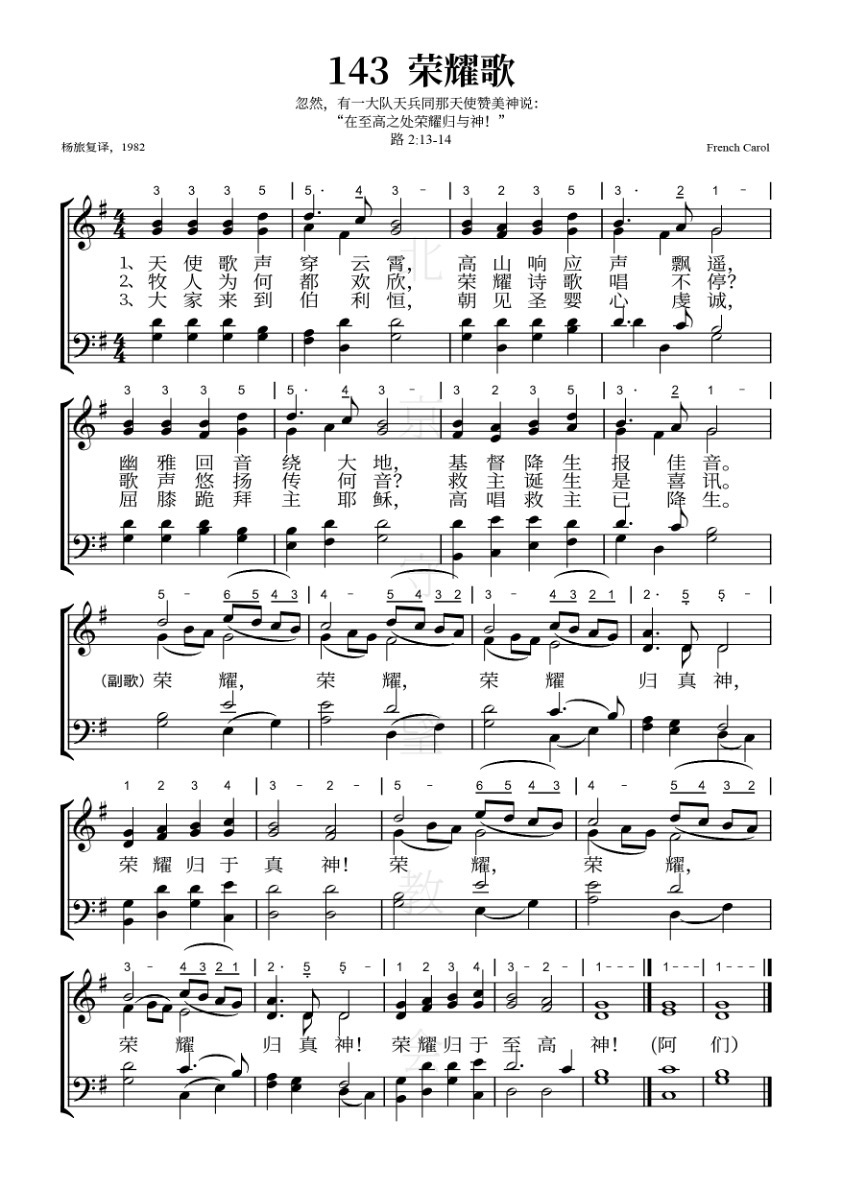 143 荣耀歌
忽然，有一大队天兵同那天使赞美神说：
“在至高之处荣耀归与神！”
路 2:13-14
杨旅复译，1982
French Carol
3 3 3 5 | 5· 4 3 - | 3 2 3 5 | 3· 2 1 - |
1、天使歌声穿云霄，高山响应声飘遥，
2、牧人为何都欢欣，荣耀诗歌唱不停？
3、大家来到伯利恒，朝见圣婴心虔诚，
3 3 3 5 | 5· 4 3 - | 3 2 3 5 | 3· 2 1 - |
幽雅回音绕大地，基督降生报佳音。
歌声悠扬传何音？救主诞生是喜讯。
屈膝跪拜主耶稣，高唱救主已降生。
5 - 6 5 4 3 | 4 - 5 4 3 2 | 3 - 4 3 2 1 | 2· 5 5 - |
（副歌）荣耀，荣耀，荣耀归真神，
1 2 3 4 | 3 - 2 - | 5 - 6 5 4 3 | 4 - 5 4 3 2 |
荣耀归于真神！荣耀，荣耀，
3 - 4 3 2 1 | 2· 5 5 - | 1 2 3 4 | 3 - 2 - | 1 - - - || 1 - - - ||
荣耀归真神！荣耀归于至高神！(阿们）
北京守望教会